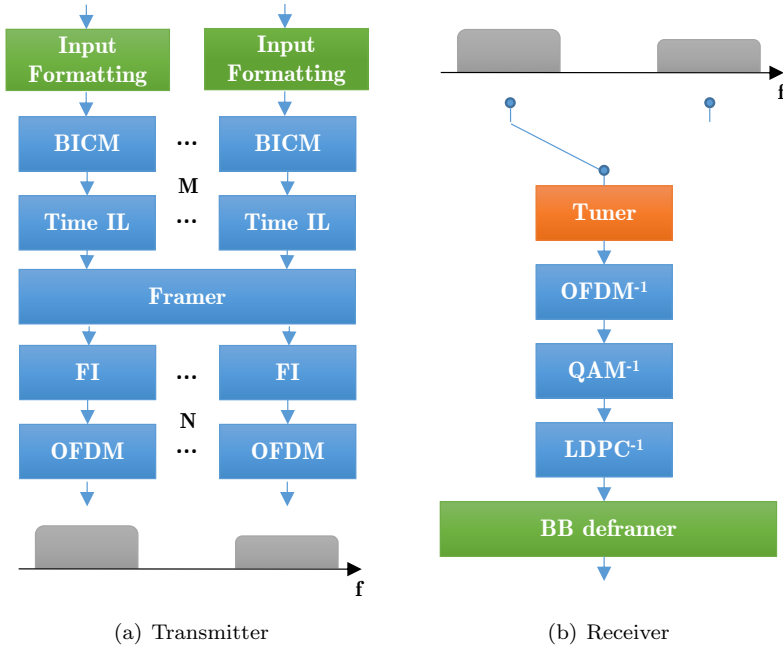 Input
Formatting
Input
Formatting
BICM
...
BICM
M
Time IL
...
Time IL
Framer
FI
...
FI
N
OFDM
...
OFDM
f
(a) Transmitter
f
Tuner
OFDM-1
QAM-1
LDPC-1
BB deframer
(b) Receiver